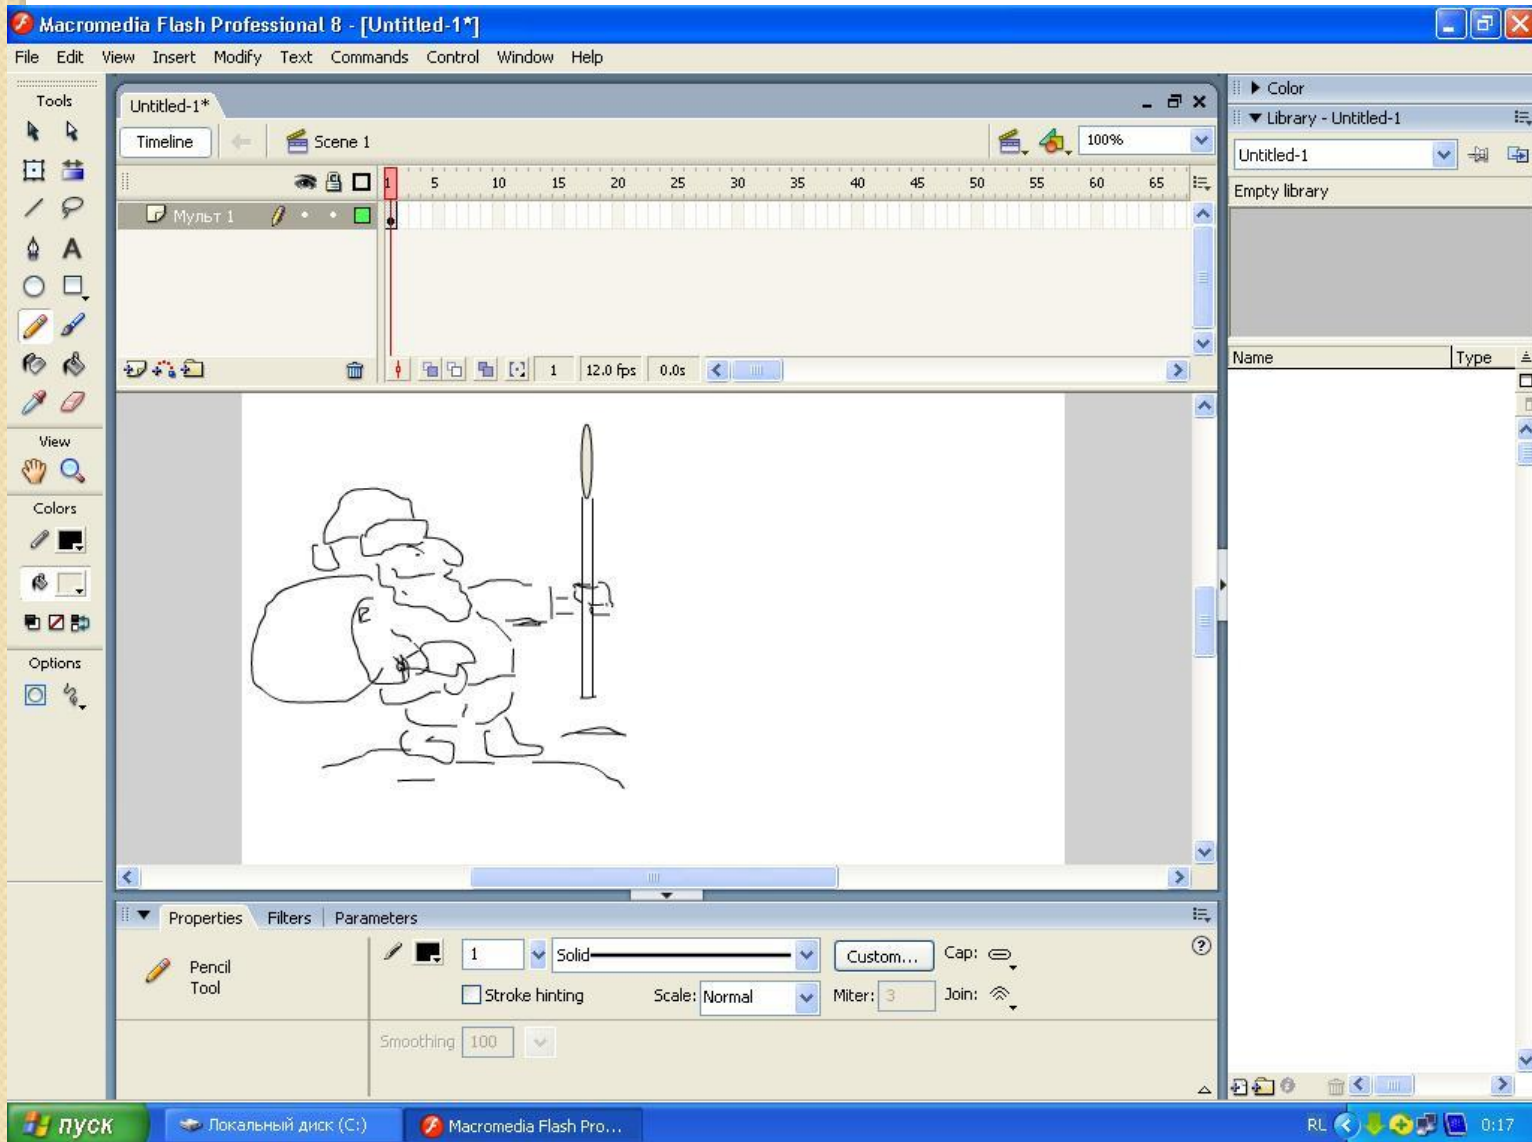 Macromedia Flash Professional 8 - [Untitled-1*]
File Edit View Insert Modify Text Commands Control Window Help
Tools
View
Colors
Options
Untitled-1*
Timeline Scene 1 100%
1 5 10 15 20 25 30 35 40 45 50 55 60 65
Мульт 1
1 12.0 fps 0.0s
Color
Library - Untitled-1
Untitled-1
Empty library
Name Type
Properties Filters Parameters
Pencil
Tool
1 Solid Custom... Cap:
Stroke hinting Scale: Normal Miter: 3 Join:
Smoothing 100
пуск Локальный диск (C:) Macromedia Flash Pro... RL 0:17